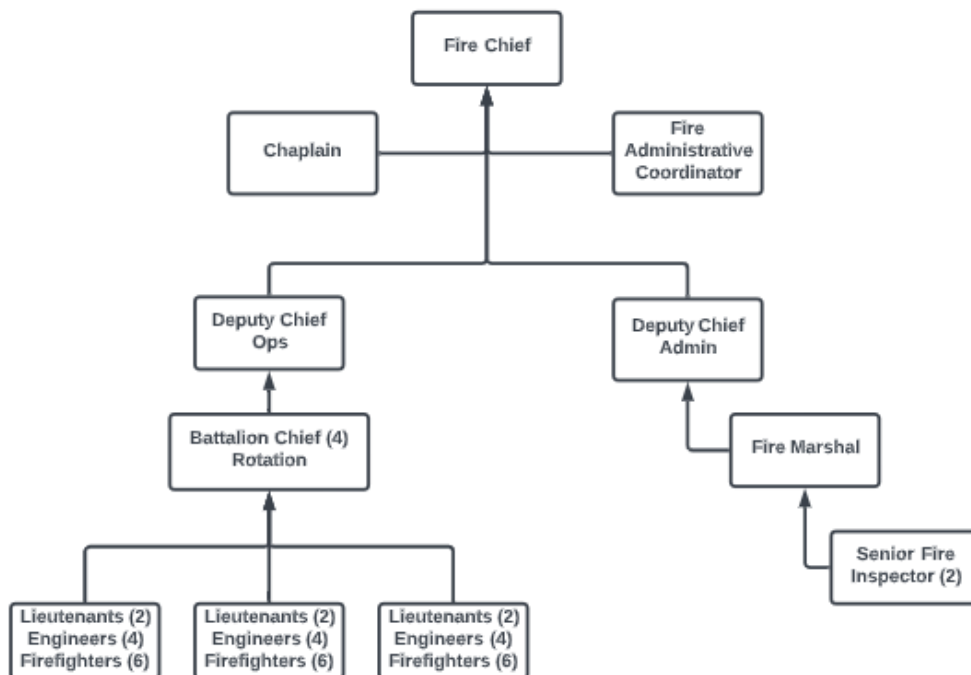 Fire Chief
Chaplain
Fire
Administrative
Coordinator
Deputy Chief
Ops
Deputy Chief
Admin
Battalion Chief (4)
Rotation
Fire Marshal
Senior Fire
Inspector (2)
Lieutenants (2)
Engineers (4)
Firefighters (6)
Lieutenants (2)
Engineers (4)
Firefighters (6)
Lieutenants (2)
Engineers (4)
Firefighters (6)